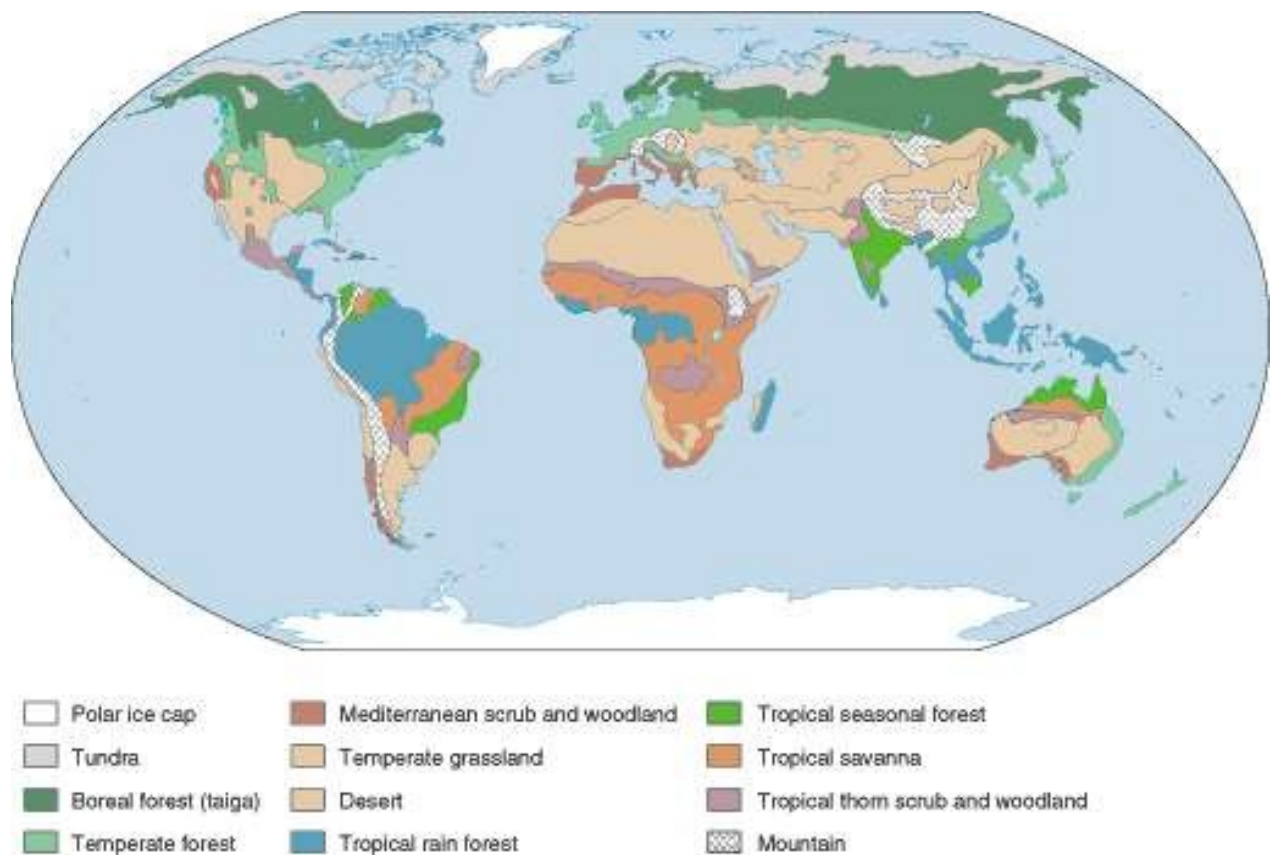 Polar ice cap
Tundra
Boreal forest (taiga)
Temperate forest
Mediterranean scrub and woodland
Temperate grassland
Desert
Tropical rain forest
Tropical seasonal forest
Tropical savanna
Tropical thorn scrub and woodland
Mountain